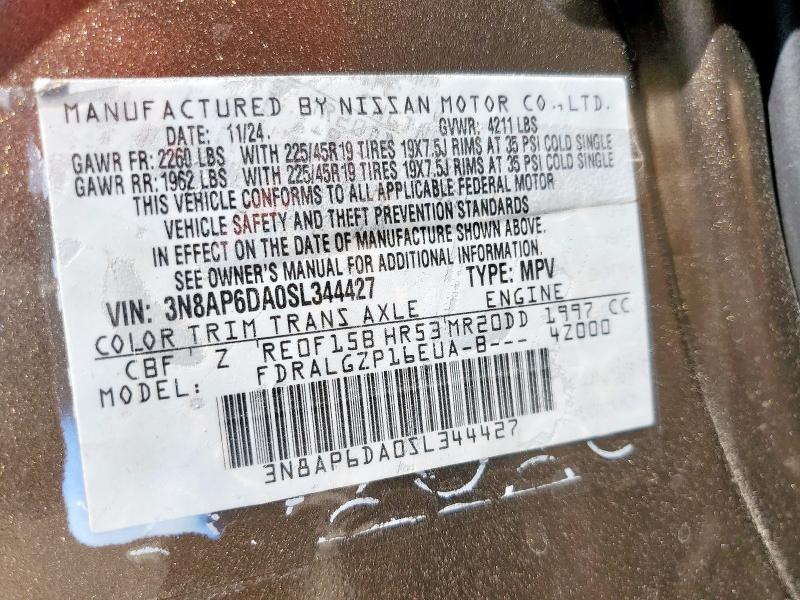 MANUFACTURED BY NISSAN MOTOR CO.,LTD.
DATE: 11/24. GVWR: 4211 LBS
GAWR FR: 2260 LBS WITH 225/45R19 TIRES 19X7.5J RIMS AT 35 PSI COLD SINGLE
GAWR RR: 1962 LBS WITH 225/45R19 TIRES 19X7.5J RIMS AT 35 PSI COLD SINGLE
THIS VEHICLE CONFORMS TO ALL APPLICABLE FEDERAL MOTOR
VEHICLE SAFETY AND THEFT PREVENTION STANDARDS
IN EFFECT ON THE DATE OF MANUFACTURE SHOWN ABOVE.
SEE OWNER'S MANUAL FOR ADDITIONAL INFORMATION.
VIN: 3N8AP6DA0SL344427 TYPE: MPV
COLOR TRIM TRANS AXLE ENGINE
CBF Z RE0F15B HR53 MR20DD 1997 CC
MODEL: FDRALGZP16EUA-B--- 42000
3N8AP6DA0SL344427